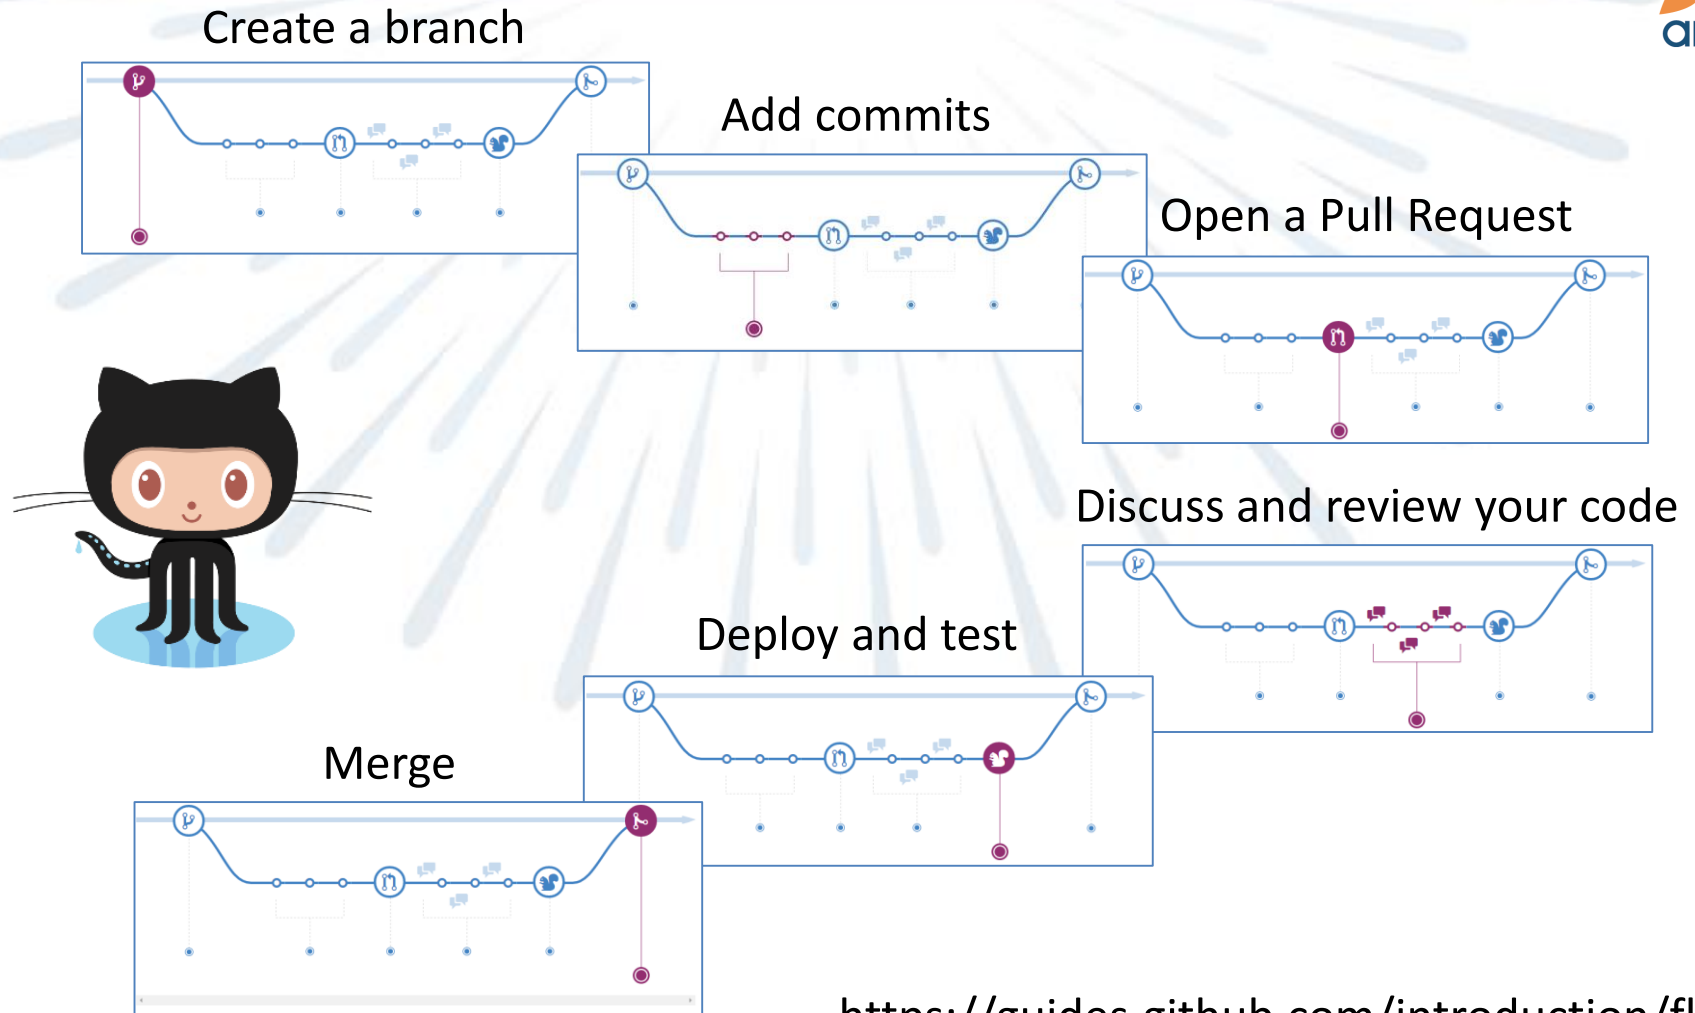 Create a branch
Add commits
Open a Pull Request
Discuss and review your code
Deploy and test
Merge